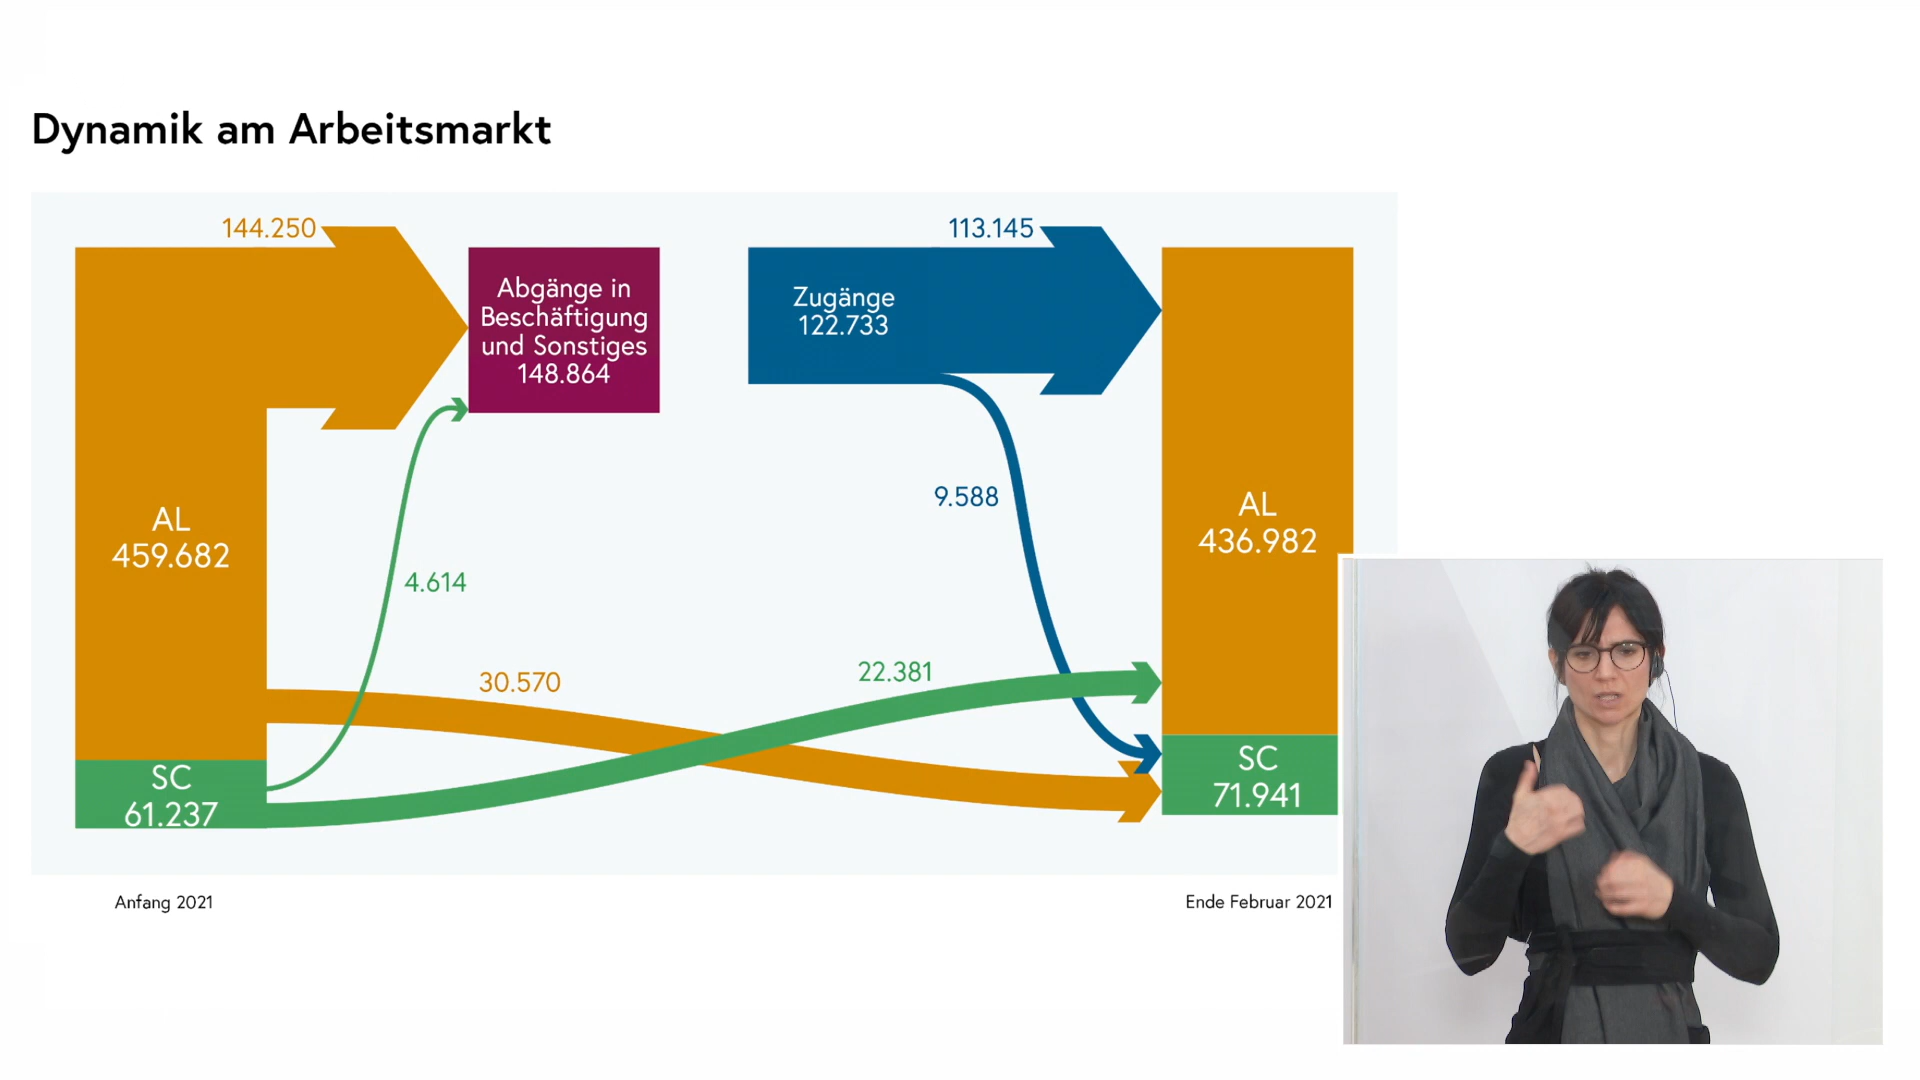 Dynamik am Arbeitsmarkt
144.250
113.145
Abgänge in
Beschäftigung
und Sonstiges
148.864
Zugänge
122.733
AL
459.682
9.588
AL
436.982
4.614
30.570
22.381
SC
61.237
SC
71.941
Anfang 2021
Ende Februar 2021